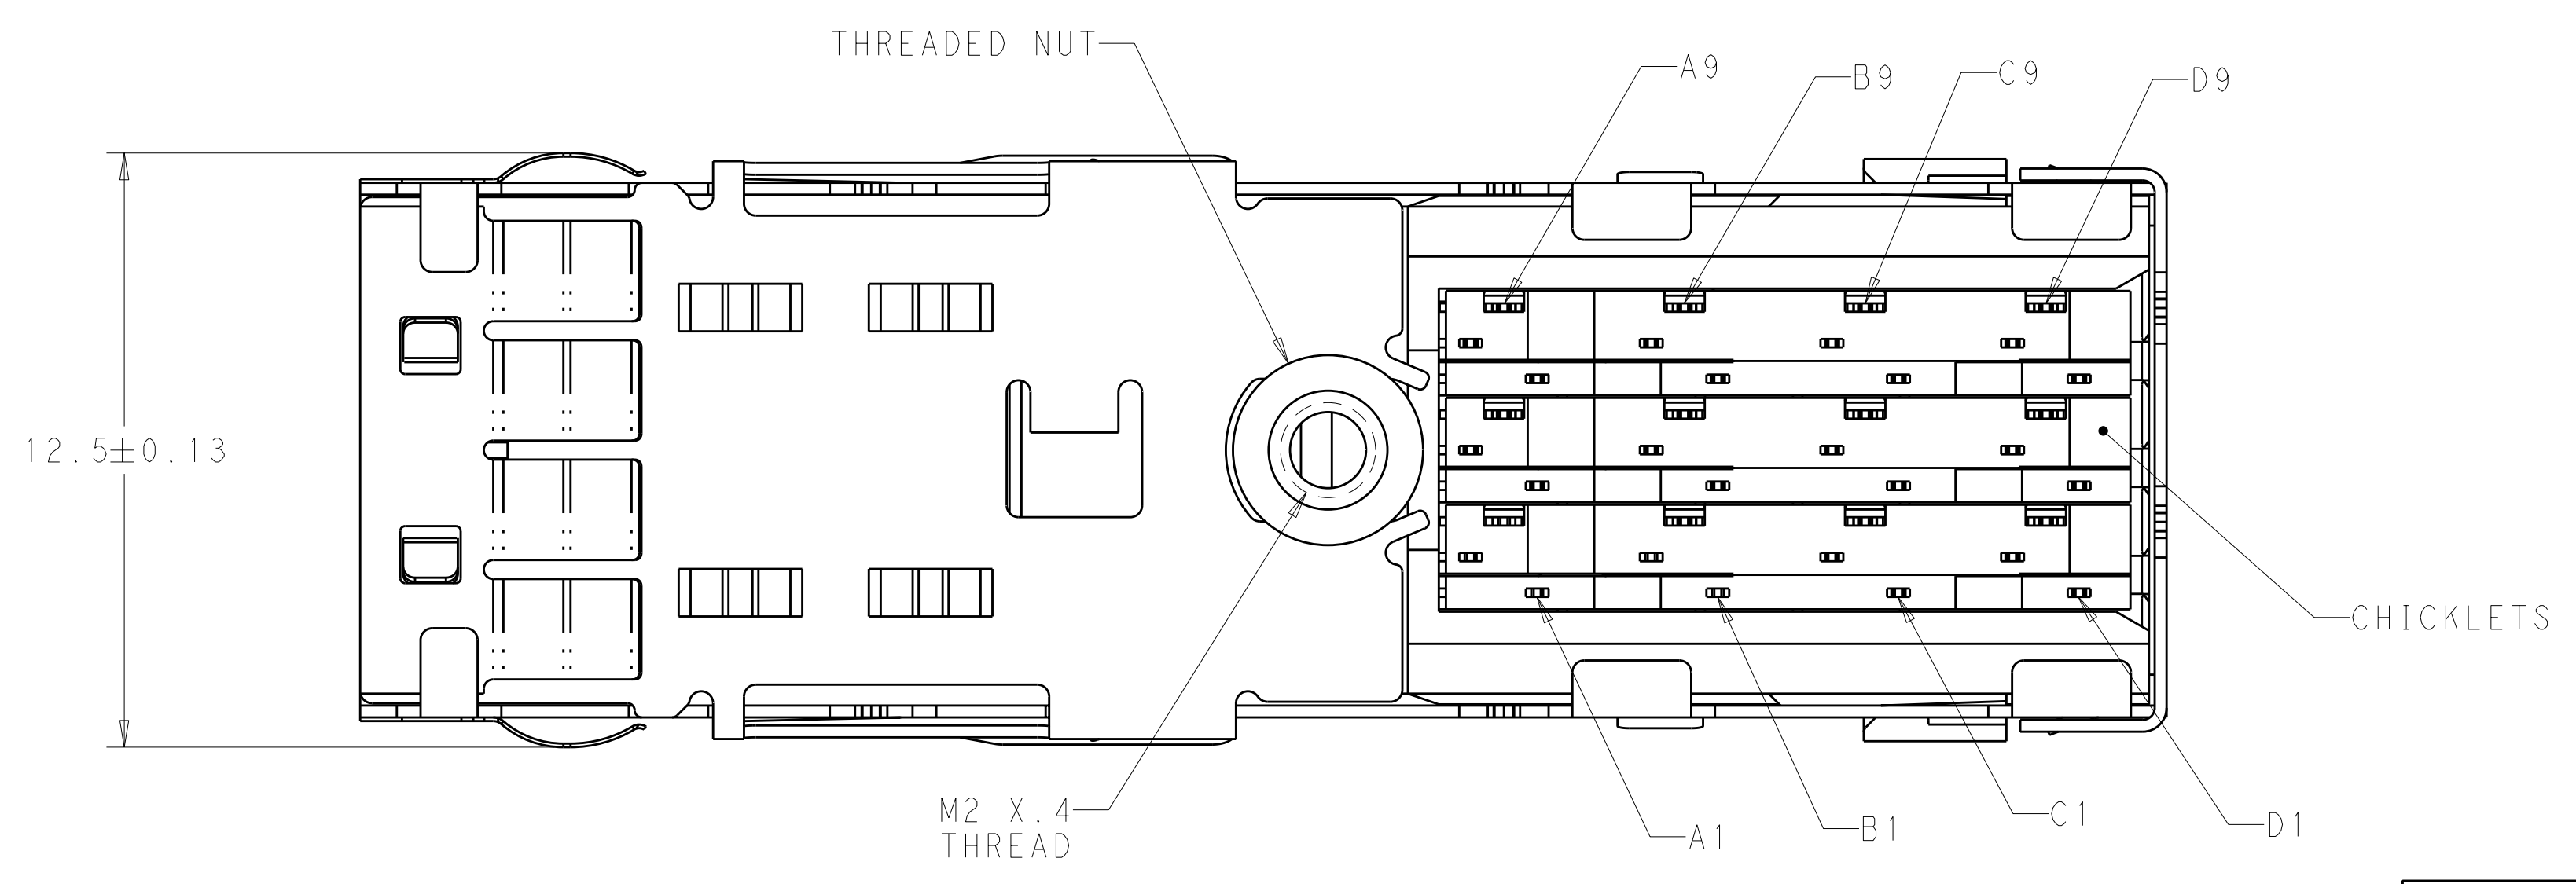 THREADED NUT
A9
B9
C9
D9
12.5±0.13
CHICKLETS
M2 X.4
THREAD
A1
B1
C1
D1